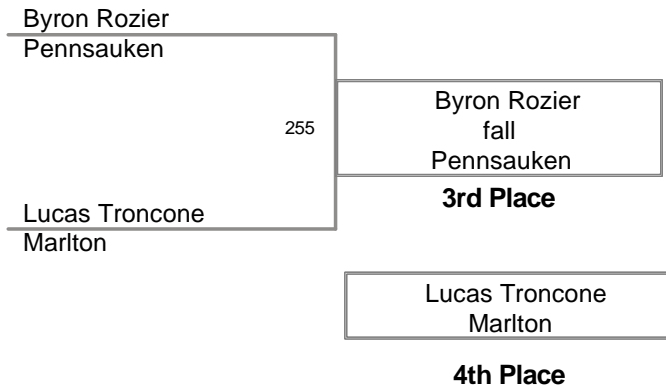 Byron Rozier
Pennsauken
255
Byron Rozier
fall
Pennsauken
3rd Place
Lucas Troncone
Marlton
Lucas Troncone
Marlton
4th Place